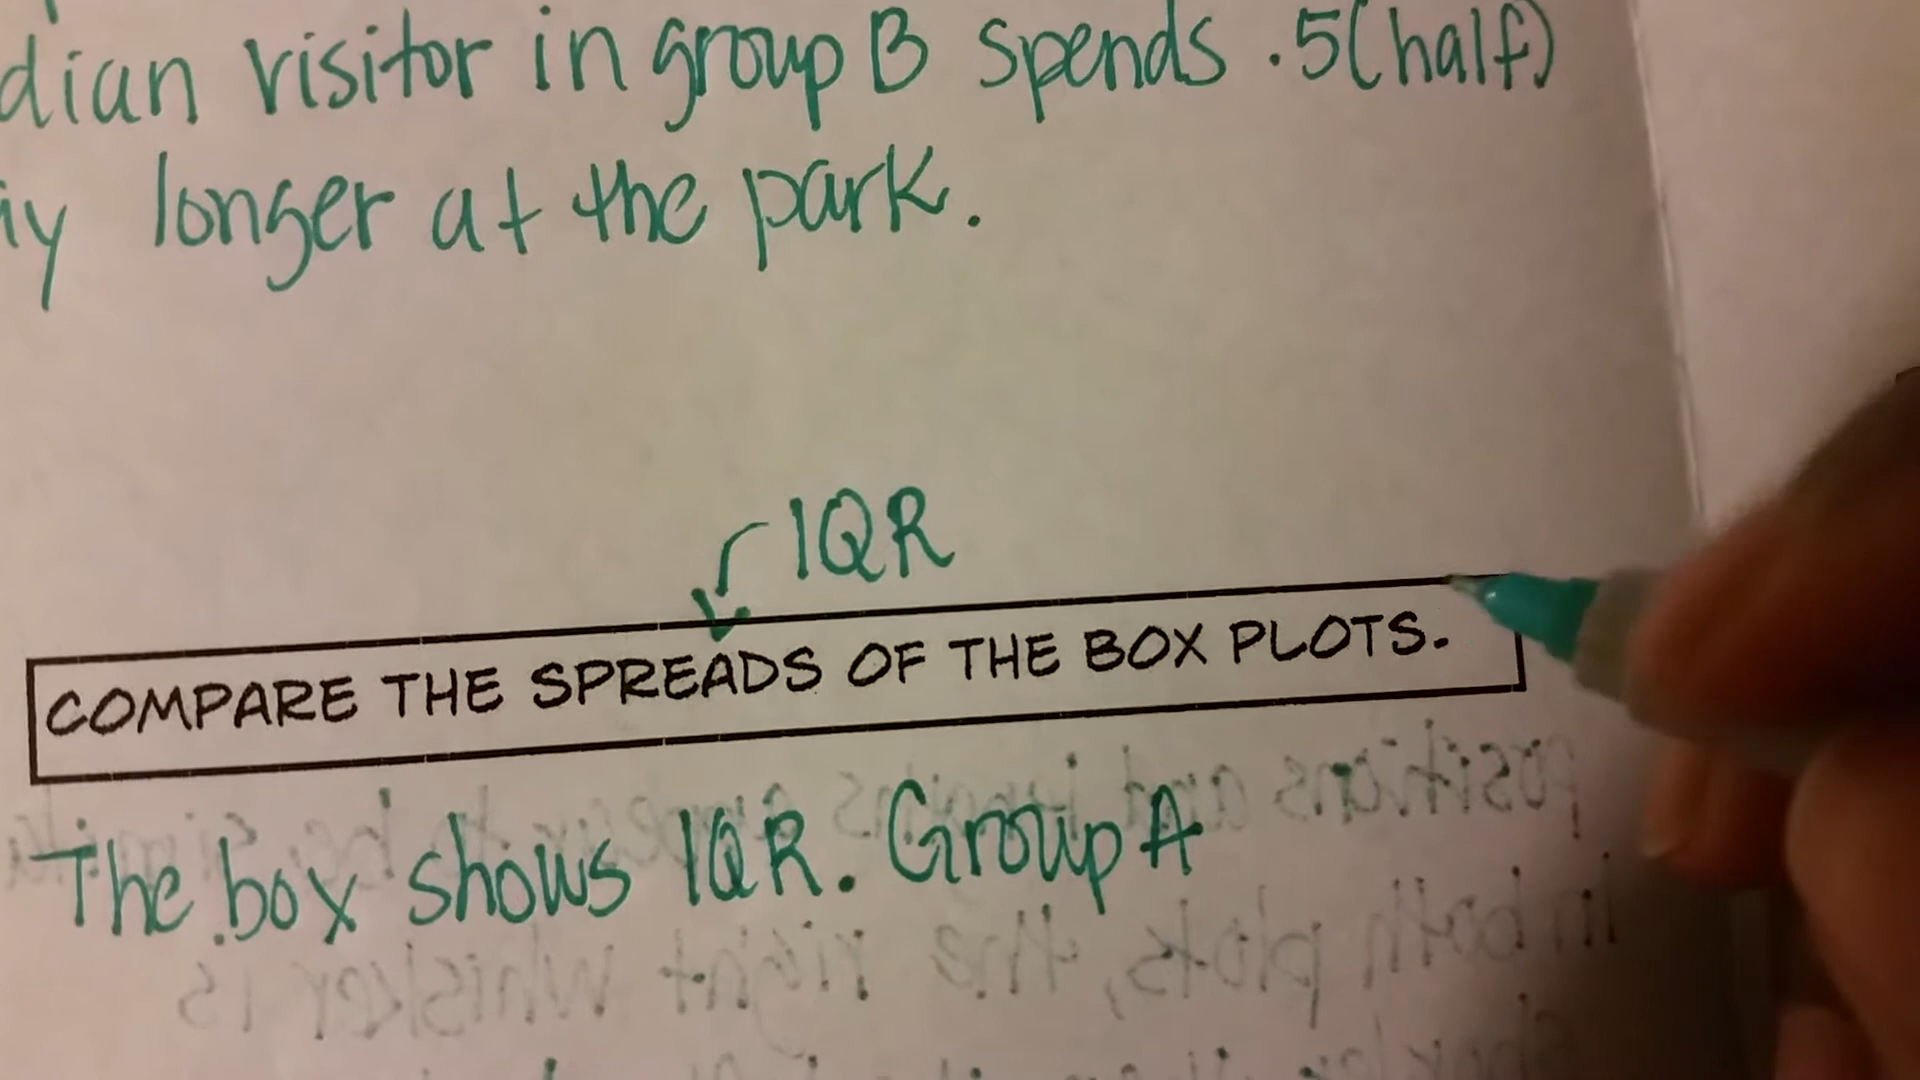 dian visitor in group B spends .5 (half)
ay longer at the park.
IQR
COMPARE THE SPREADS OF THE BOX PLOTS.
The box shows IQR. Group A